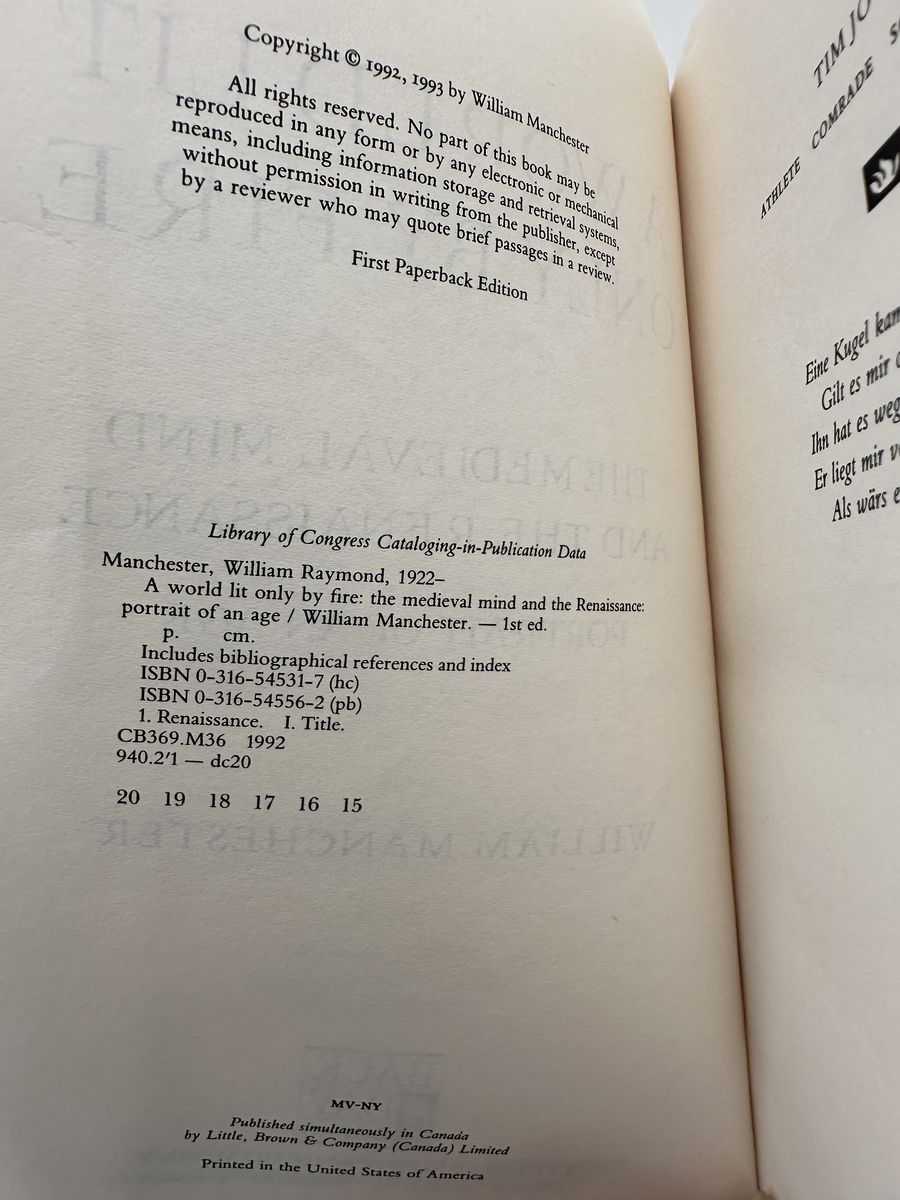 Copyright © 1992, 1993 by William Manchester
All rights reserved. No part of this book may be
reproduced in any form or by any electronic or mechanical
means, including information storage and retrieval systems,
without permission in writing from the publisher, except
by a reviewer who may quote brief passages in a review.
First Paperback Edition
Library of Congress Cataloging-in-Publication Data
Manchester, William Raymond, 1922–
A world lit only by fire: the medieval mind and the Renaissance:
portrait of an age / William Manchester. — 1st ed.
p. cm.
Includes bibliographical references and index
ISBN 0-316-54531-7 (hc)
ISBN 0-316-54556-2 (pb)
1. Renaissance. I. Title.
CB369.M36 1992
940.2'1 — dc20
20 19 18 17 16 15
MV-NY
Published simultaneously in Canada
by Little, Brown & Company (Canada) Limited
Printed in the United States of America
TIM
ATHLETE COMRADE
Eine Kugel
Gilt es mir
Ihn hat es
Er liegt mir
Als wärs